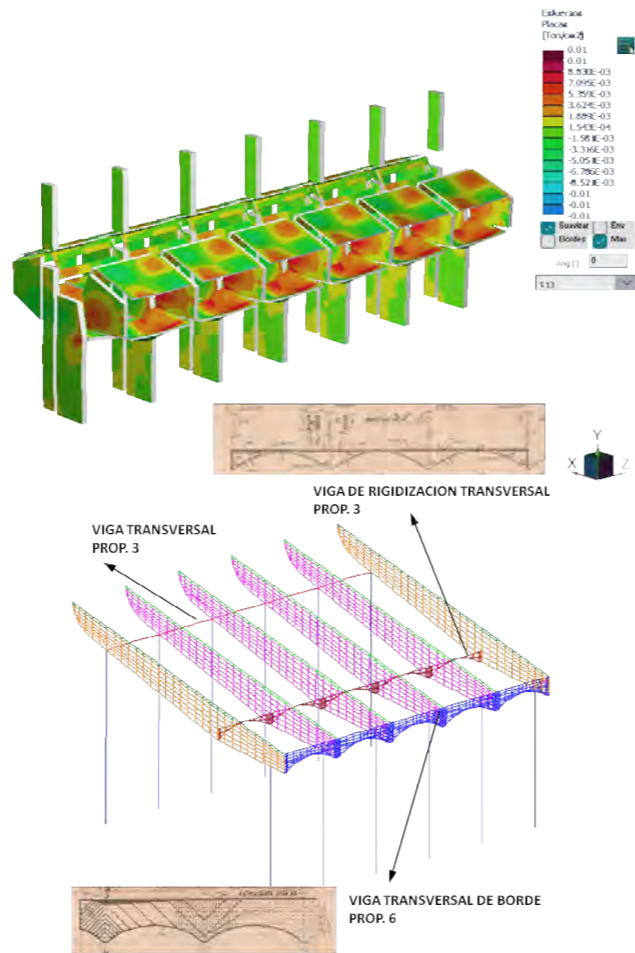 Esfuerzos
Placas
[Ton/cm2]
0.01
0.01
8.830E-03
7.095E-03
5.359E-03
3.624E-03
1.889E-03
1.543E-04
-1.581E-03
-3.316E-03
-5.051E-03
-6.786E-03
-8.521E-03
-0.01
-0.01
Suavizar Env
Bordes Max
Ang [ ] 0
Y
X Z
VIGA DE RIGIDIZACION TRANSVERSAL
PROP. 3
VIGA TRANSVERSAL
PROP. 3
VIGA TRANSVERSAL DE BORDE
PROP. 6